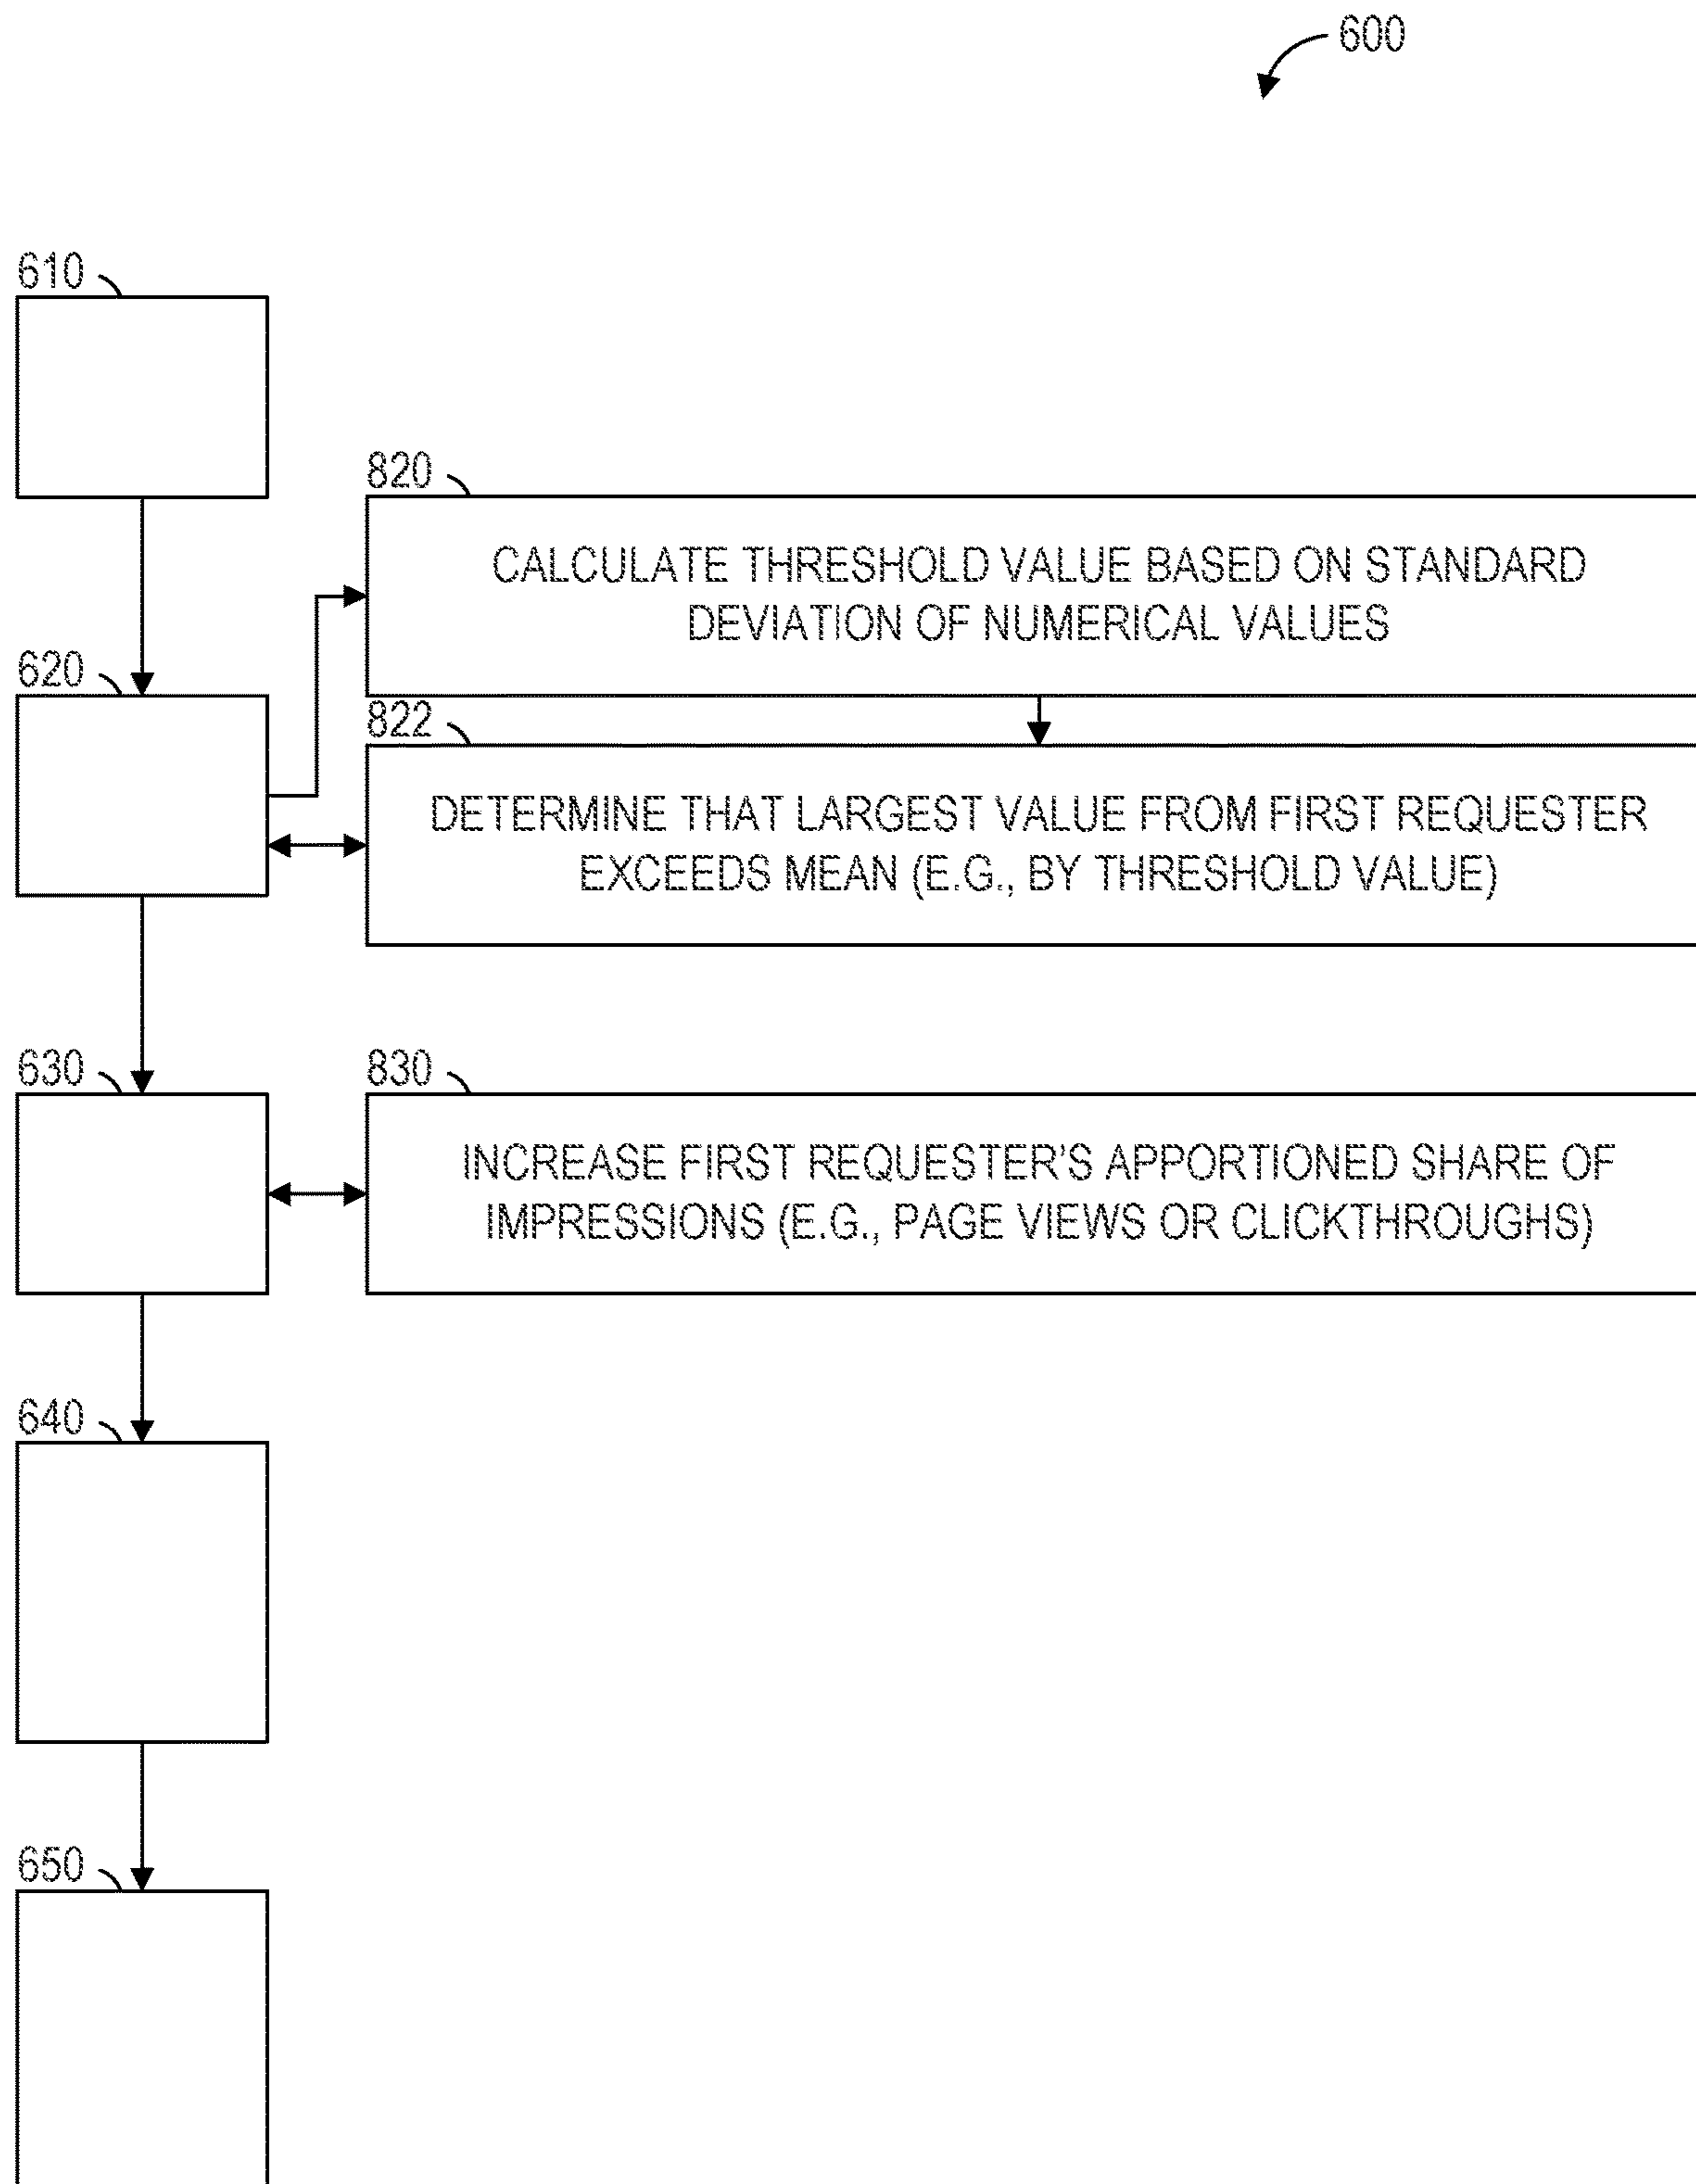 600
610
820
CALCULATE THRESHOLD VALUE BASED ON STANDARD
DEVIATION OF NUMERICAL VALUES
620
822
DETERMINE THAT LARGEST VALUE FROM FIRST REQUESTER
EXCEEDS MEAN (E.G., BY THRESHOLD VALUE)
630
830
INCREASE FIRST REQUESTER'S APPORTIONED SHARE OF
IMPRESSIONS (E.G., PAGE VIEWS OR CLICKTHROUGHS)
640
650